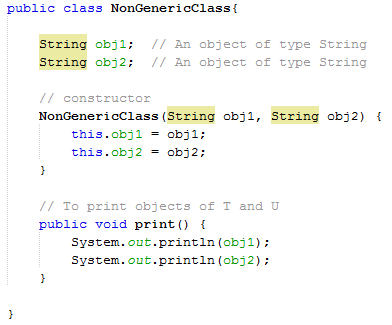 public class NonGenericClass{
String obj1;  // An object of type String
String obj2;  // An object of type String
// constructor
NonGenericClass(String obj1, String obj2) {
this.obj1 = obj1;
this.obj2 = obj2;
}
// To print objects of T and U
public void print() {
System.out.println(obj1);
System.out.println(obj2);
}
}